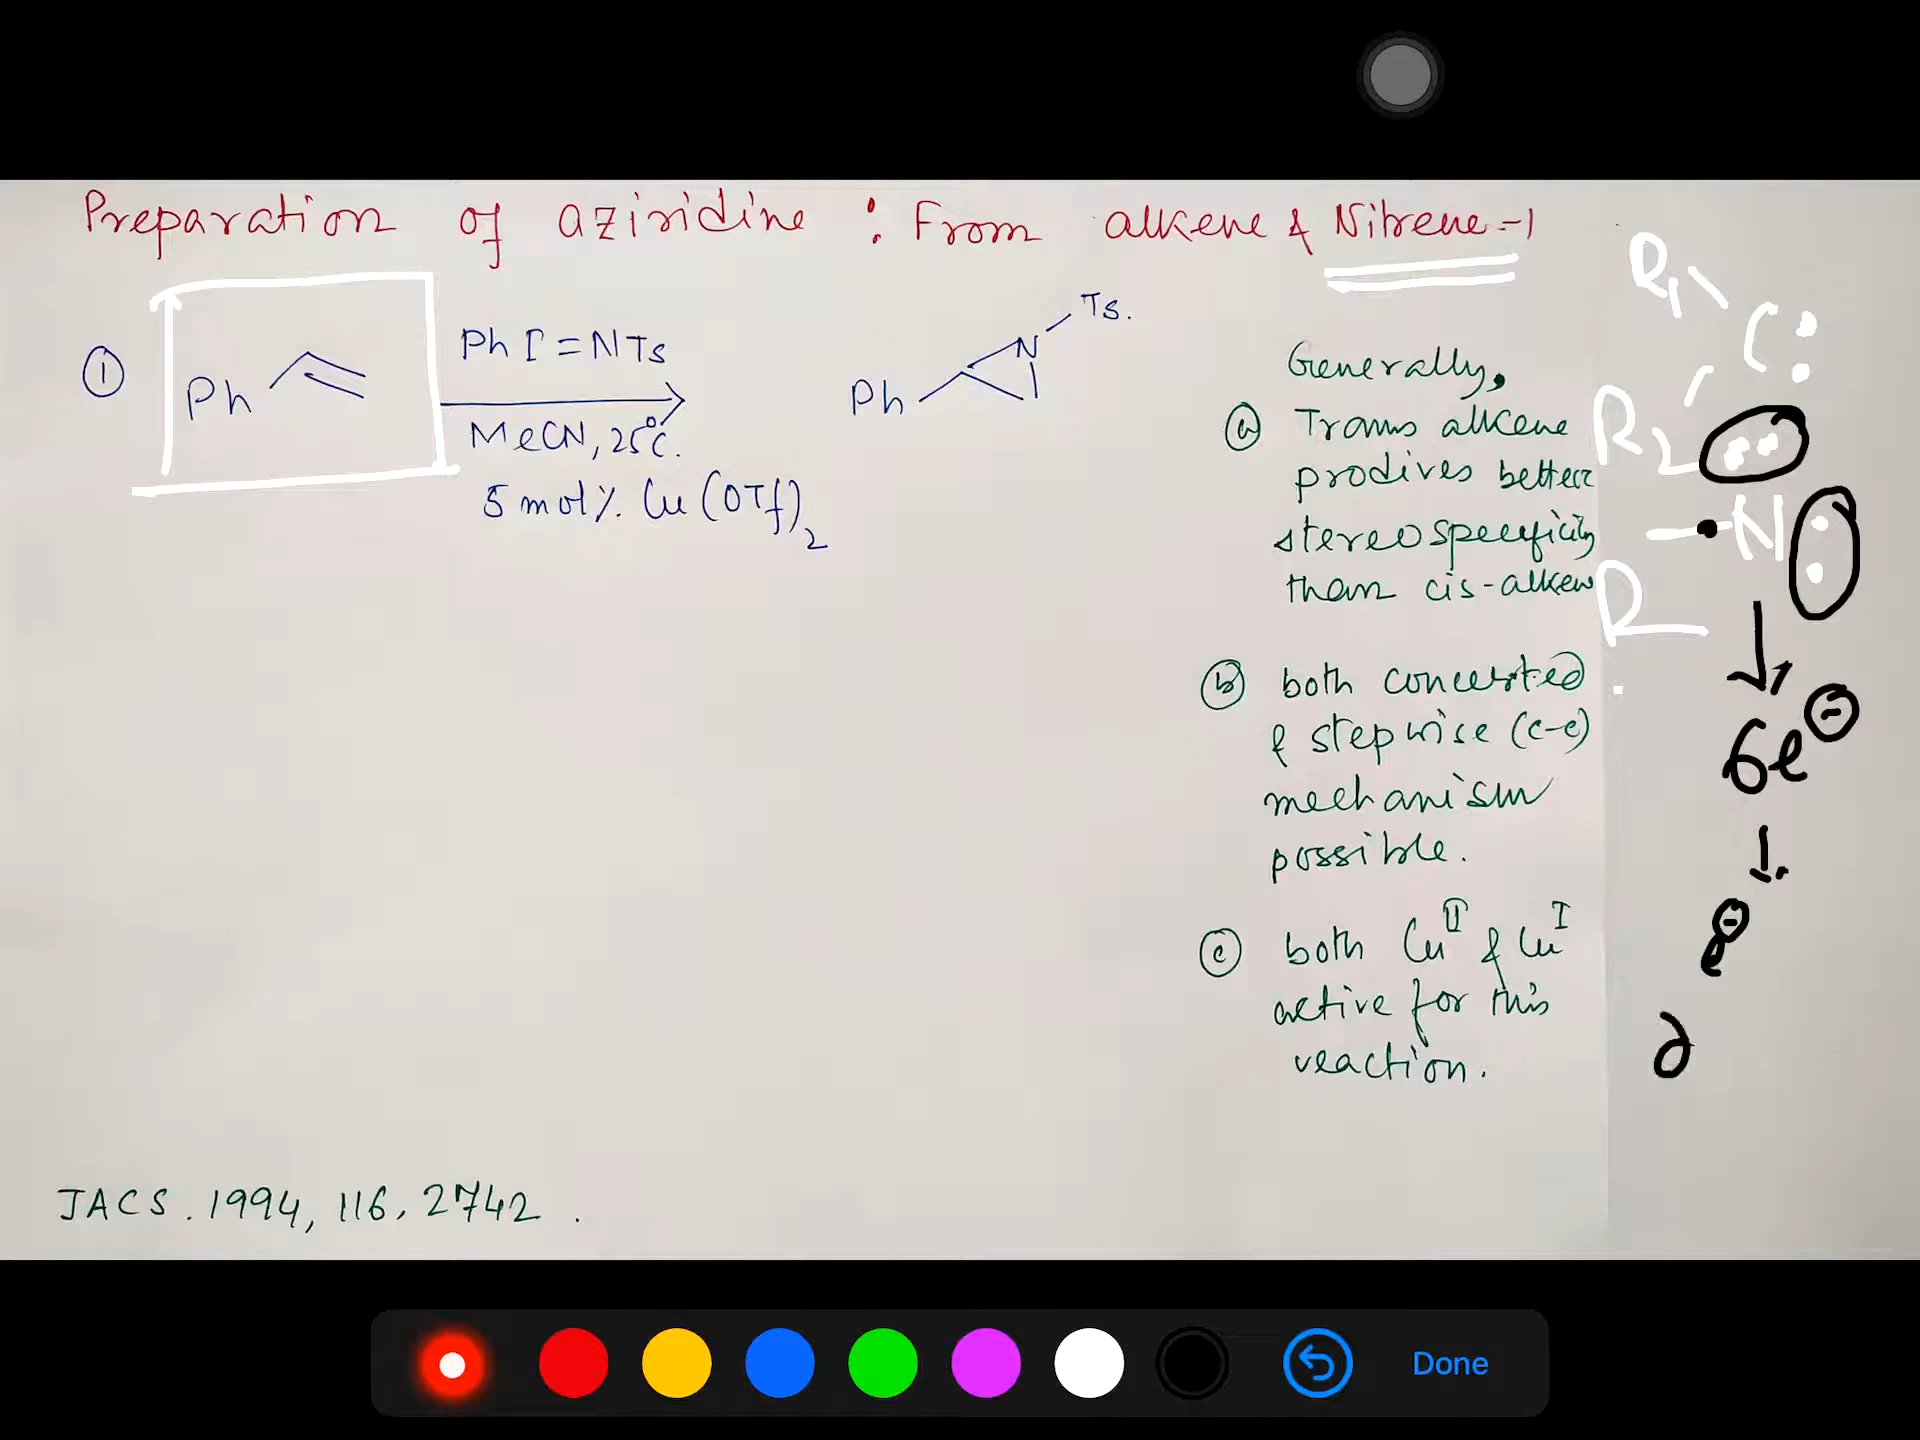 Preparation of aziridine : From alkene & Nitrene-1
① Ph
PhI=NTs
MeCN, 25°C.
5 mol% Cu(OTf)2
Ph N Ts.
Generally,
ⓐ Trans alkene
prodives better
stereospecificity
than cis-alkene
ⓑ both concerted
& stepwise (c-c)
mechanism
possible.
ⓒ both CuII & CuI
active for this
reaction.
JACS. 1994, 116, 2742.
R1
C:
R2
N:
R
6e⊖
e⊖
2
Done